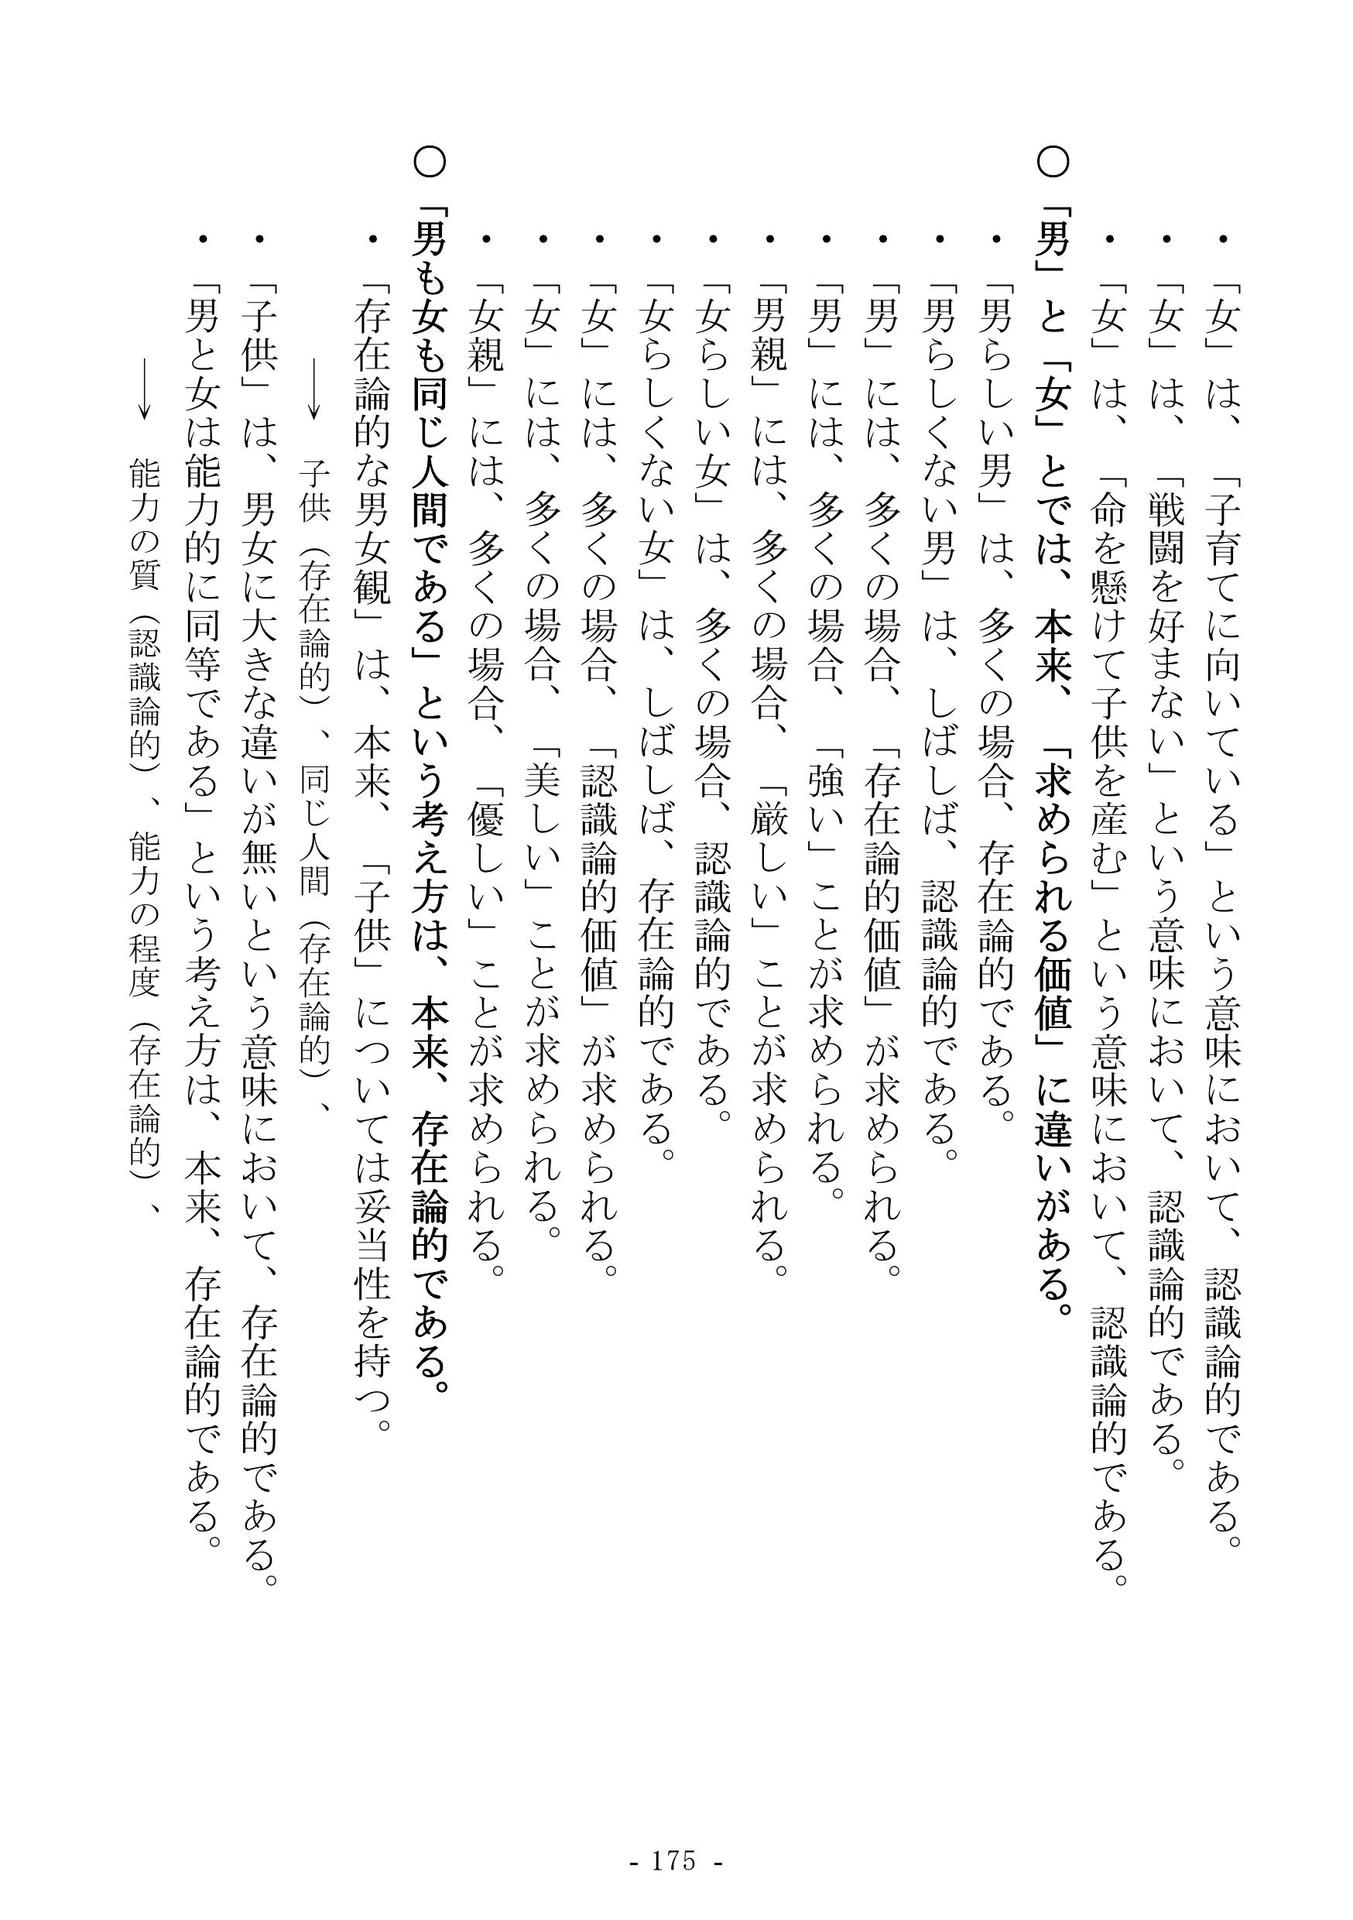 ・「女」は、「子育てに向いている」という意味において、認識論的である。
・「女」は、「戦闘を好まない」という意味において、認識論的である。
・「女」は、「命を懸けて子供を産む」という意味において、認識論的である。
〇「男」と「女」とでは、本来、「求められる価値」に違いがある。
・「男らしい男」は、多くの場合、存在論的である。
・「男らしくない男」は、しばしば、認識論的である。
・「男」には、多くの場合、「存在論的価値」が求められる。
・「男」には、多くの場合、「強い」ことが求められる。
・「男親」には、多くの場合、「厳しい」ことが求められる。
・「女らしい女」は、多くの場合、認識論的である。
・「女らしくない女」は、しばしば、存在論的である。
・「女」には、多くの場合、「認識論的価値」が求められる。
・「女」には、多くの場合、「美しい」ことが求められる。
・「女親」には、多くの場合、「優しい」ことが求められる。
〇「男も女も同じ人間である」という考え方は、本来、存在論的である。
・「存在論的な男女観」は、本来、「子供」については妥当性を持つ。
→ 子供（存在論的）、同じ人間（存在論的）、
・「子供」は、男女に大きな違いが無いという意味において、存在論的である。
・「男と女は能力的に同等である」という考え方は、本来、存在論的である。
→ 能力の質（認識論的）、能力の程度（存在論的）、
- 175 -